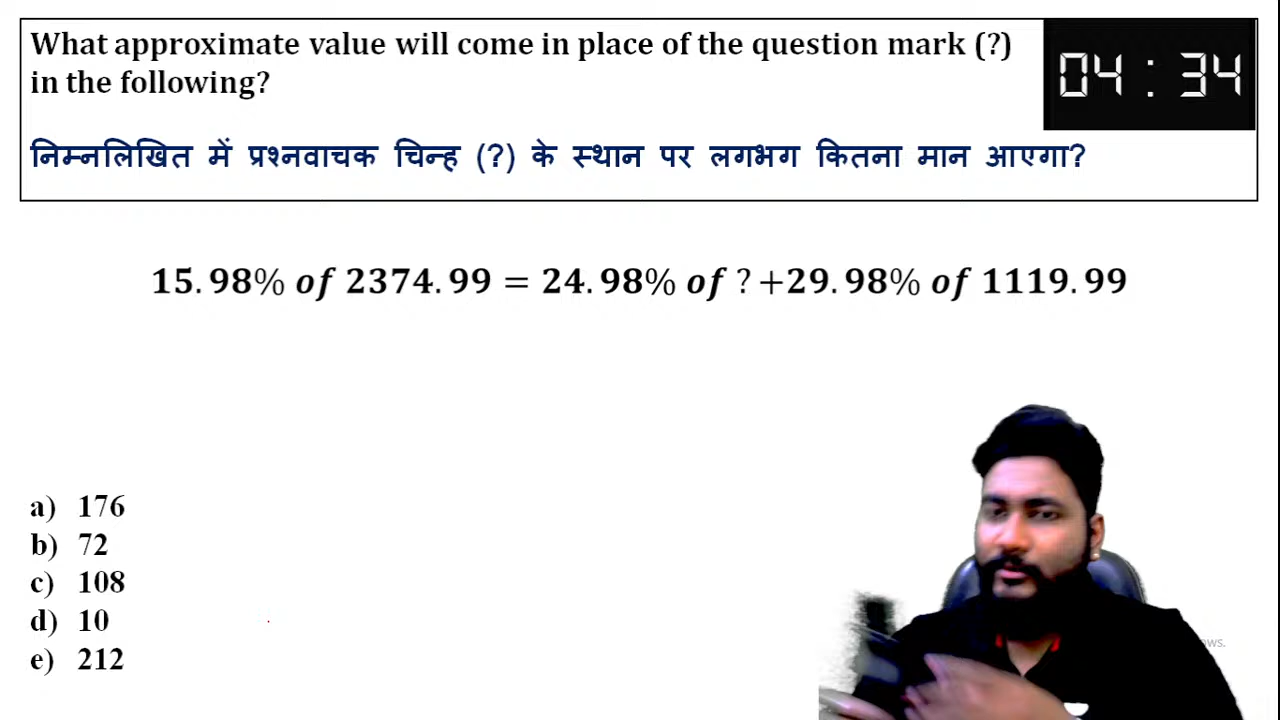 What approximate value will come in place of the question mark (?)
in the following?
04 : 34
निम्नलिखित में प्रश्नवाचक चिन्ह (?) के स्थान पर लगभग कितना मान आएगा?
15.98% of 2374.99 = 24.98% of ? +29.98% of 1119.99
a) 176
b) 72
c) 108
d) 10
e) 212